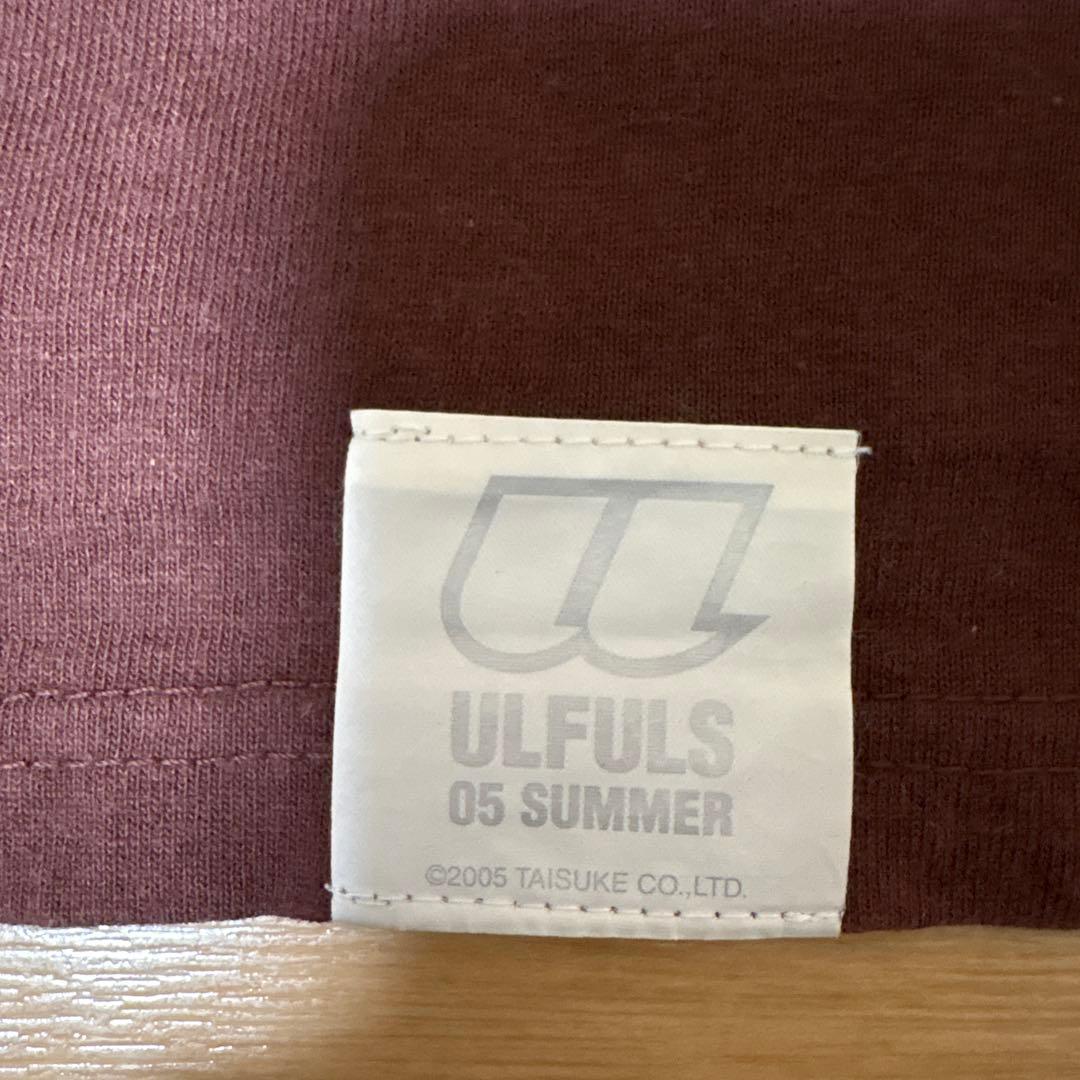 ULFULS
05 SUMMER
©2005 TAISUKE CO.,LTD.